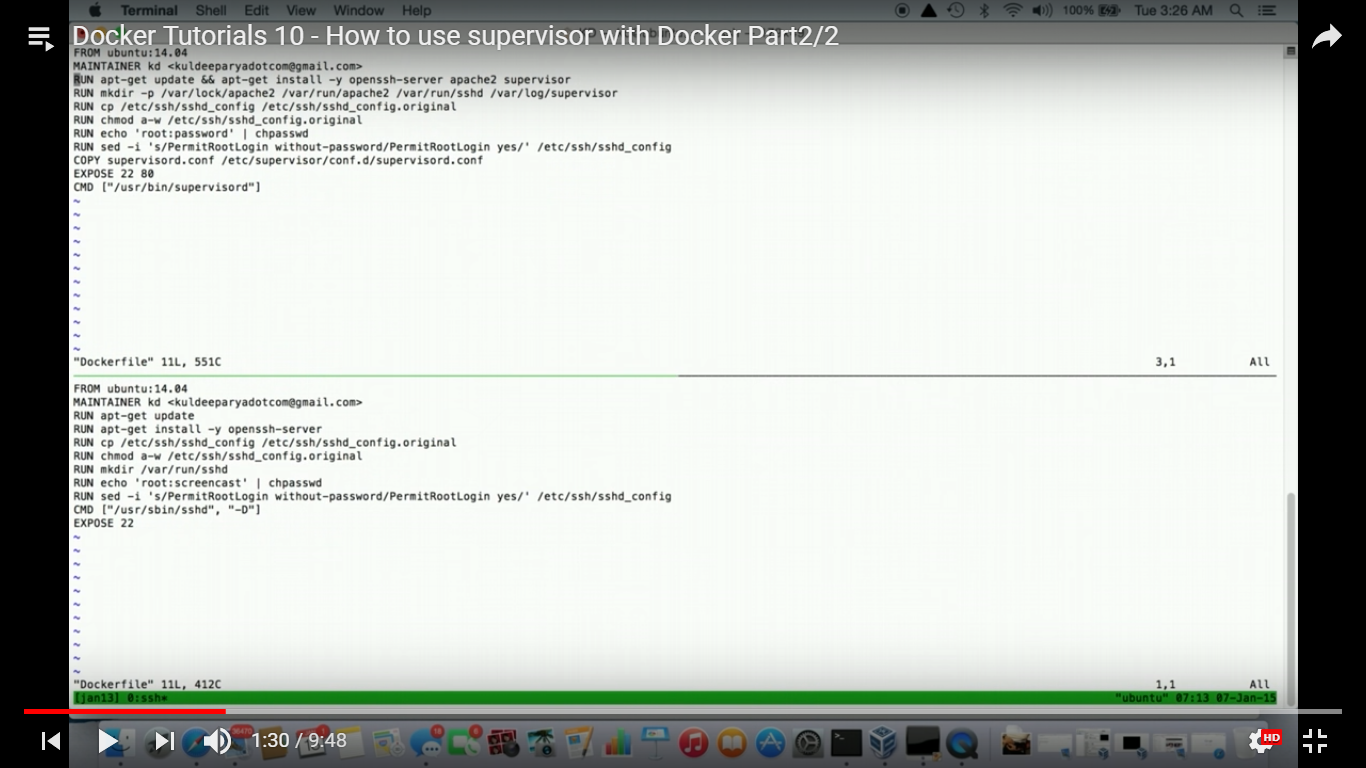 Terminal Shell Edit View Window Help 100% Tue 3:26 AM
Docker Tutorials 10 - How to use supervisor with Docker Part2/2
FROM ubuntu:14.04
MAINTAINER kd <kuldeeparyadotcom@gmail.com>
RUN apt-get update && apt-get install -y openssh-server apache2 supervisor
RUN mkdir -p /var/lock/apache2 /var/run/apache2 /var/run/sshd /var/log/supervisor
RUN cp /etc/ssh/sshd_config /etc/ssh/sshd_config.original
RUN chmod a-w /etc/ssh/sshd_config.original
RUN echo 'root:password' | chpasswd
RUN sed -i 's/PermitRootLogin without-password/PermitRootLogin yes/' /etc/ssh/sshd_config
COPY supervisord.conf /etc/supervisor/conf.d/supervisord.conf
EXPOSE 22 80
CMD ["/usr/bin/supervisord"]
~
~
~
~
~
~
~
~
~
~
~
~
"Dockerfile" 11L, 551C 3,1 All
FROM ubuntu:14.04
MAINTAINER kd <kuldeeparyadotcom@gmail.com>
RUN apt-get update
RUN apt-get install -y openssh-server
RUN cp /etc/ssh/sshd_config /etc/ssh/sshd_config.original
RUN chmod a-w /etc/ssh/sshd_config.original
RUN mkdir /var/run/sshd
RUN echo 'root:screencast' | chpasswd
RUN sed -i 's/PermitRootLogin without-password/PermitRootLogin yes/' /etc/ssh/sshd_config
CMD ["/usr/sbin/sshd", "-D"]
EXPOSE 22
~
~
~
~
~
~
~
~
~
~
~
"Dockerfile" 11L, 412C 1,1 All
[jan13] 0:ssh* "ubuntu" 07:13 07-Jan-15
1:30 / 9:48
HD